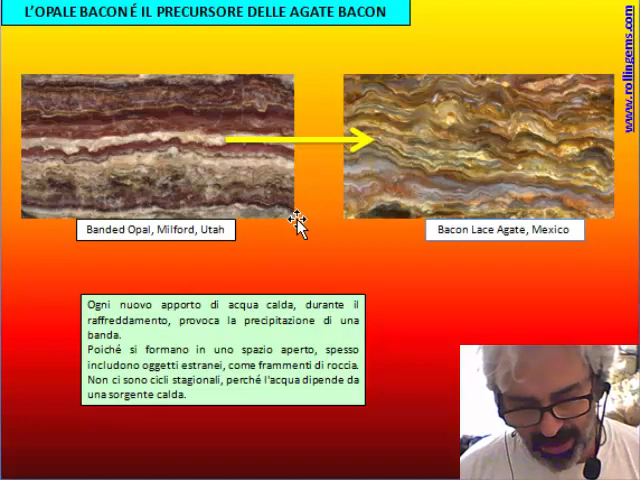 L'OPALE BACON É IL PRECURSORE DELLE AGATE BACON
www.rollingems.com
Banded Opal, Milford, Utah
Bacon Lace Agate, Mexico
Ogni nuovo apporto di acqua calda, durante il
raffreddamento, provoca la precipitazione di una
banda.
Poiché si formano in uno spazio aperto, spesso
includono oggetti estranei, come frammenti di roccia.
Non ci sono cicli stagionali, perché l'acqua dipende da
una sorgente calda.